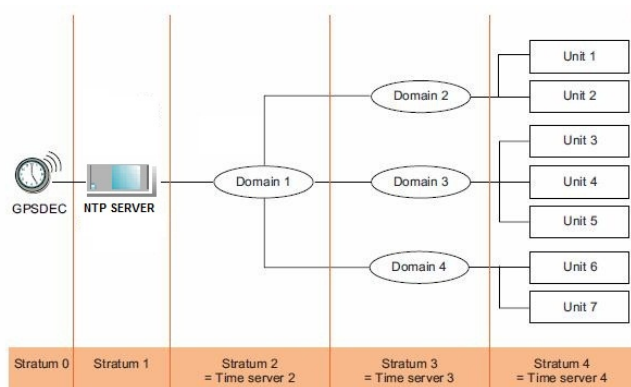 Unit 1
Domain 2
Unit 2
Unit 3
Domain 1
Domain 3
Unit 4
GPSDEC
NTP SERVER
Unit 5
Domain 4
Unit 6
Unit 7
Stratum 0
Stratum 1
Stratum 2
= Time server 2
Stratum 3
= Time server 3
Stratum 4
= Time server 4